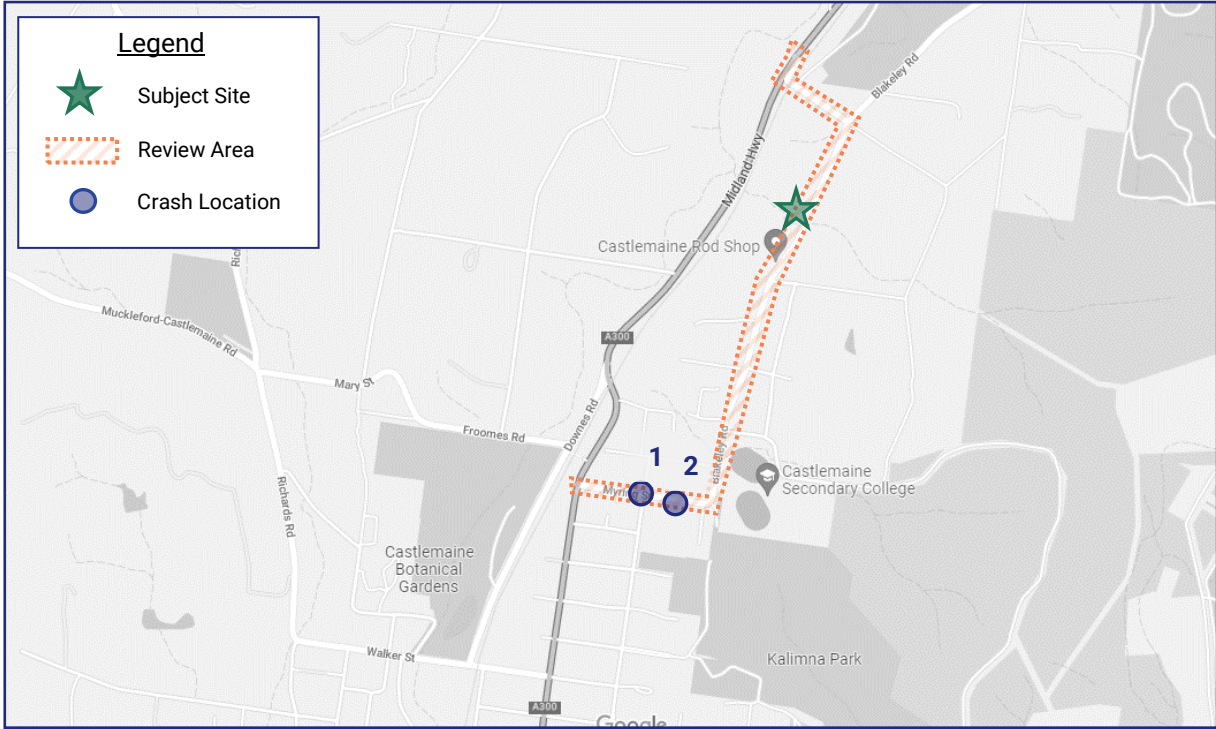 Legend
Subject Site
Review Area
Crash Location
Blakeley Rd
Midland Hwy
Castlemaine Rod Shop
Muckleford-Castlemaine Rd
A300
Mary St
Downes Rd
Froomes Rd
1
2
Blakeley Rd
Castlemaine
Secondary College
Richards Rd
Castlemaine
Botanical
Gardens
Walker St
Kalimna Park
A300
Google